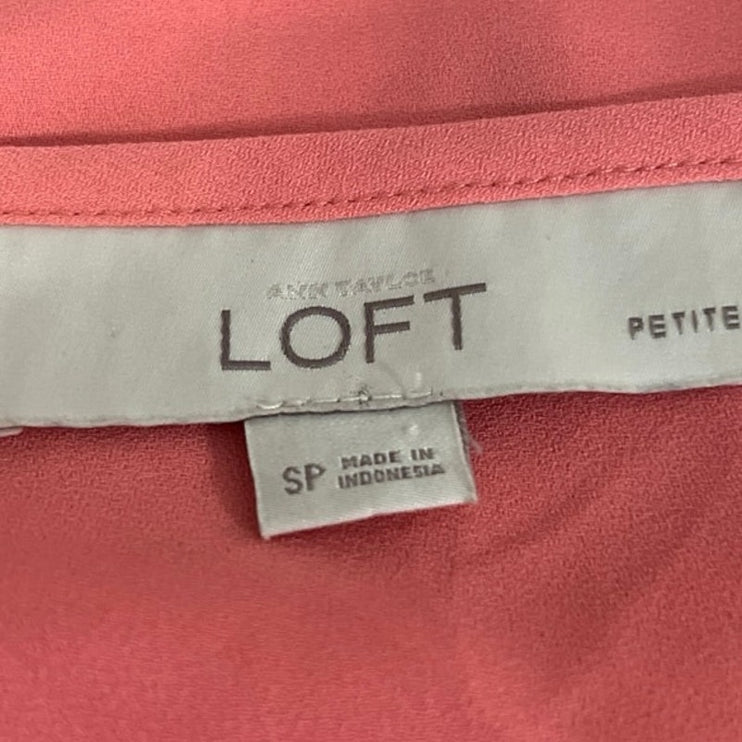 ANN TAYLOR
LOFT
PETITE
SP MADE IN
INDONESIA